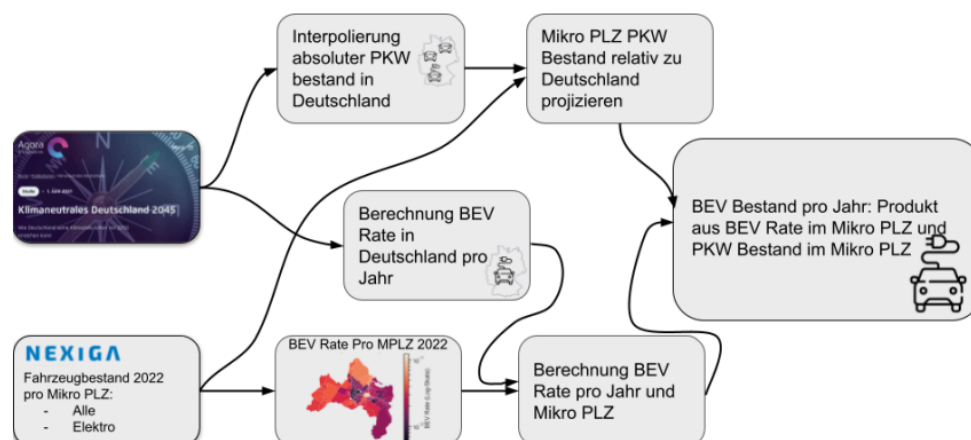 Interpolierung
absoluter PKW
bestand in
Deutschland
Mikro PLZ PKW
Bestand relativ zu
Deutschland
projizieren
Agora
Studie
Klimaneutrales Deutschland 2045
Berechnung BEV
Rate in
Deutschland pro
Jahr
BEV Bestand pro Jahr: Produkt
aus BEV Rate im Mikro PLZ und
PKW Bestand im Mikro PLZ
NEXIGA
Fahrzeugbestand 2022
pro Mikro PLZ:
- Alle
- Elektro
BEV Rate Pro MPLZ 2022
BEV Rate (Log-Skala)
Berechnung BEV
Rate pro Jahr und
Mikro PLZ